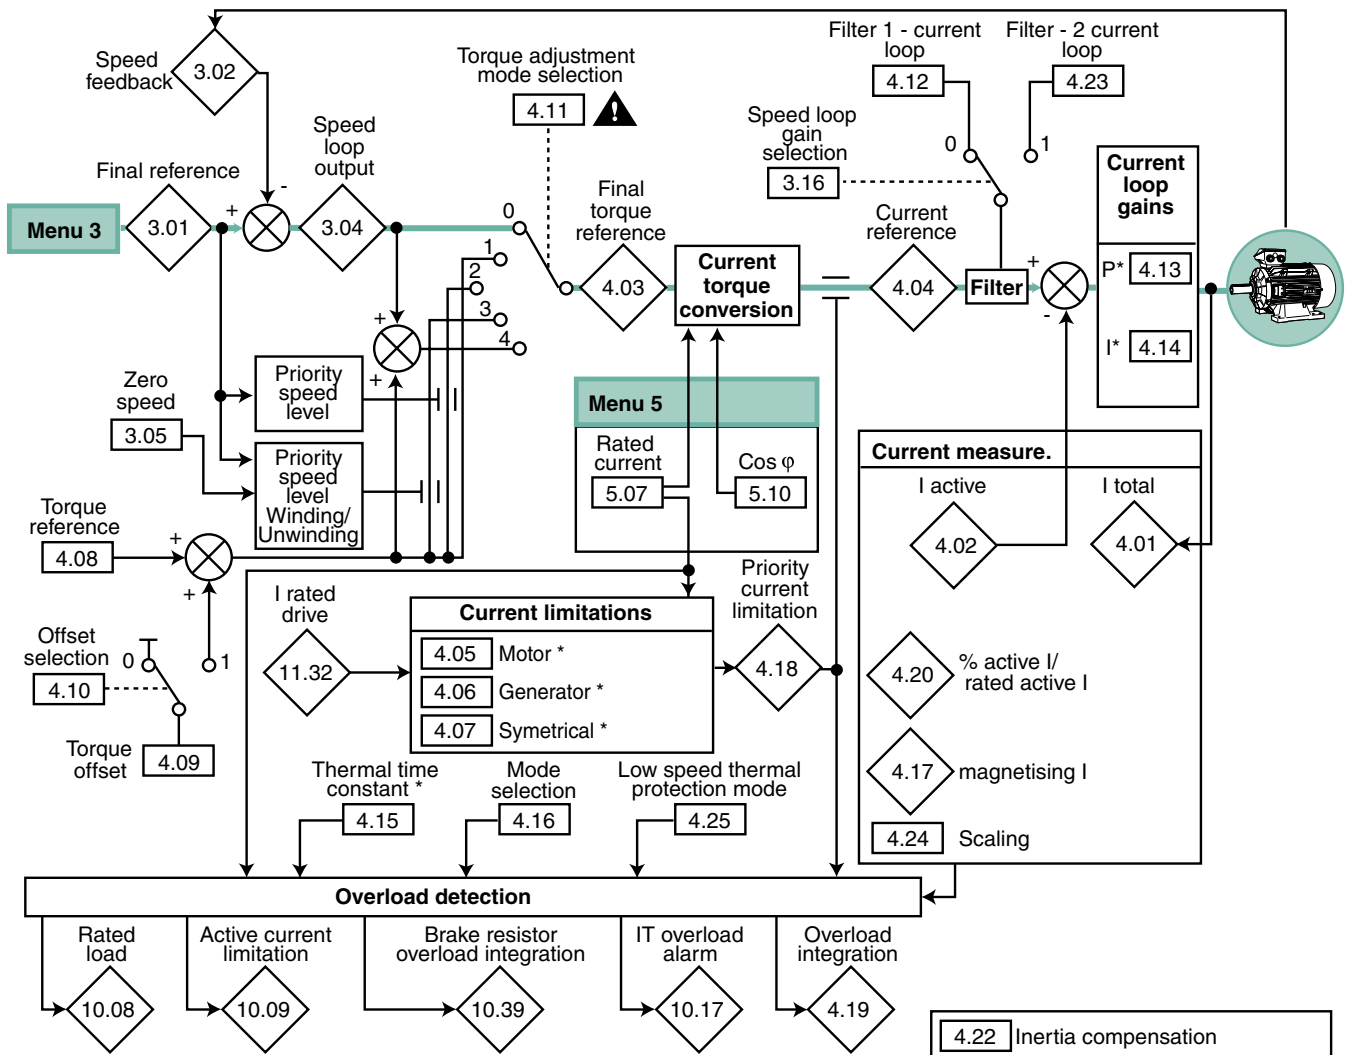 Speed
feedback
3.02
Torque adjustment
mode selection
4.11
!
Filter 1 - current
loop
4.12
Filter - 2 current
loop
4.23
Speed loop
gain
selection
3.16
0
1
Speed
loop
output
3.04
Final reference
3.01
Menu 3
+
-
0
1
2
3
4
Final
torque
reference
4.03
Current
torque
conversion
Current
reference
4.04
Filter
+
-
Current
loop
gains
P*
4.13
I*
4.14
+
+
Zero
speed
3.05
Priority
speed
level
Priority
speed
level
Winding/
Unwinding
Menu 5
Rated
current
5.07
Cos φ
5.10
Current measure.
I active
4.02
I total
4.01
4.20
% active I/
rated active I
4.17
magnetising I
4.24
Scaling
Torque
reference
4.08
+
+
Offset
selection
4.10
0
1
Torque
offset
4.09
I rated
drive
11.32
Current limitations
4.05
Motor *
4.06
Generator *
4.07
Symetrical *
Priority
current
limitation
4.18
Thermal time
constant *
4.15
Mode
selection
4.16
Low speed thermal
protection mode
4.25
Overload detection
Rated
load
10.08
Active current
limitation
10.09
Brake resistor
overload integration
10.39
IT overload
alarm
10.17
Overload
integration
4.19
4.22
Inertia compensation